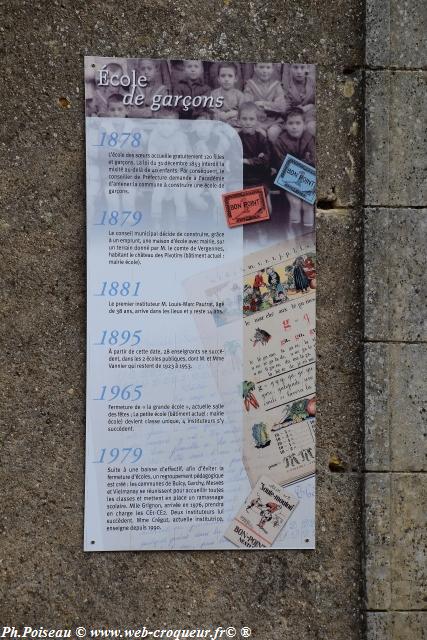 École
de garçons
1878
L'école des sœurs accueille gratuitement 120 filles
et garçons. La loi du 31 décembre 1853 interdit la
mixité au-delà de 40 enfants. Par conséquent, le
conseiller de Préfecture demande à l'académie
d'amener la commune à construire une école de
garçons.
1879
Le conseil municipal décide de construire, grâce
à un emprunt, une maison d'école avec mairie, sur
un terrain donné par M. le comte de Vergennes,
habitant le château des Pivotins (bâtiment actuel :
mairie école).
1881
Le premier instituteur M. Louis-Marc Pautrat, âgé
de 38 ans, arrive dans les lieux et y reste 14 ans.
1895
À partir de cette date, 28 enseignants se succè-
dent, dans les 2 écoles publiques, dont M. et Mme
Vannier qui restent de 1923 à 1953.
1965
Fermeture de « la grande école », actuelle salle
des fêtes ; La petite école (bâtiment actuel : mairie
école) devient classe unique, 4 instituteurs s'y
succèdent.
1979
Suite à une baisse d'effectif, afin d'éviter la
fermeture d'écoles, un regroupement pédagogique
est créé : les communes de Bulcy, Garchy, Mesves
et Vielmanay se réunissent pour accueillir toutes
les classes et mettent en place un ramassage
scolaire. Mlle Grignon, arrivée en 1976, prendra
en charge les CE1-CE2. Deux instituteurs lui
succèdent. Mme Crégut, actuelle institutrice,
enseigne depuis 1990.
BON POINT
BON POINT
BON-POINT
Ph.Poiseau © www-web-croqueur.fr© ®